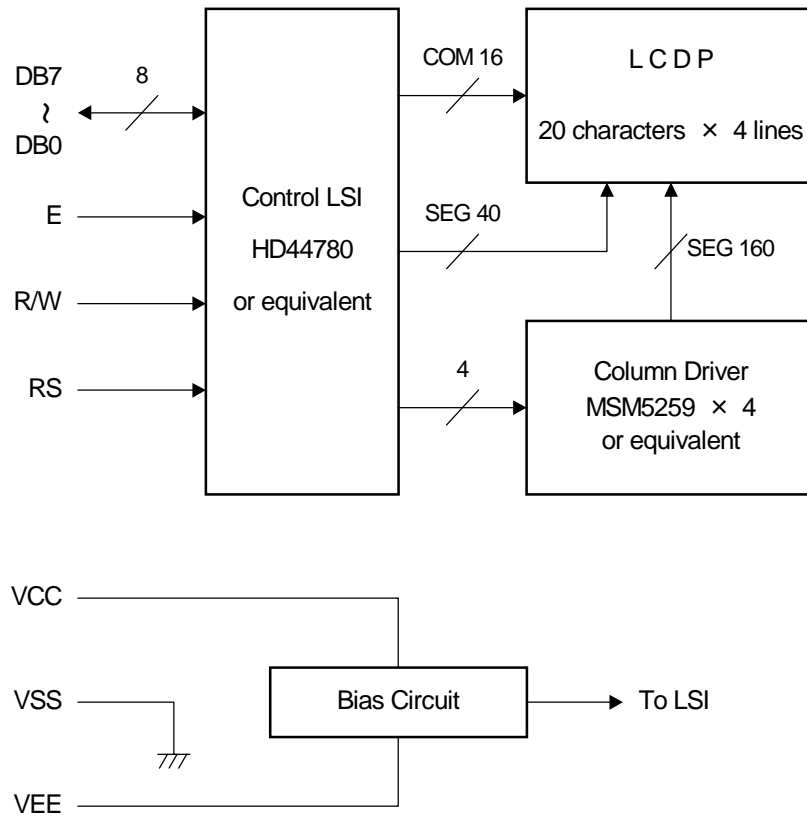 DB7
~
DB0
8
E
R/W
RS
Control LSI
HD44780
or equivalent
COM 16
SEG 40
4
L C D P
20 characters × 4 lines
SEG 160
Column Driver
MSM5259 × 4
or equivalent
VCC
VSS
VEE
Bias Circuit
To LSI